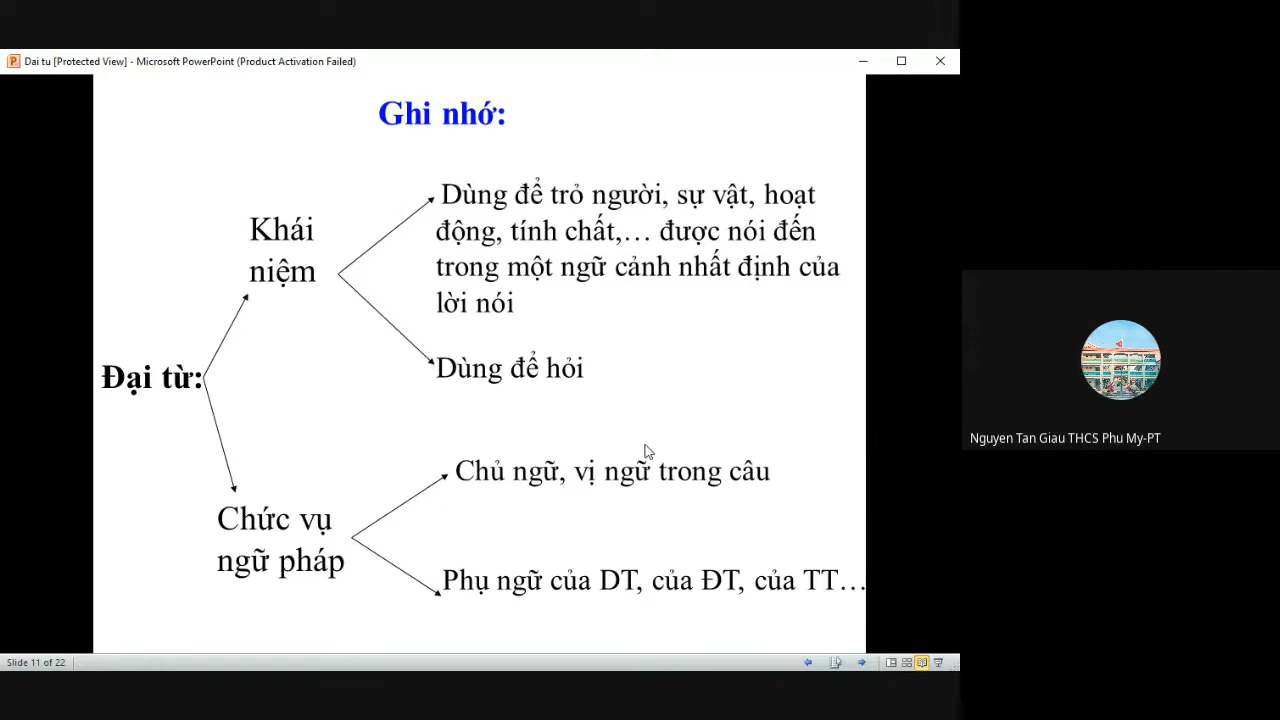 Dai tu [Protected View] - Microsoft PowerPoint (Product Activation Failed)
Ghi nhớ:
Khái
niệm
Dùng để trỏ người, sự vật, hoạt
động, tính chất,… được nói đến
trong một ngữ cảnh nhất định của
lời nói
Dùng để hỏi
Đại từ:
Chức vụ
ngữ pháp
Chủ ngữ, vị ngữ trong câu
Phụ ngữ của DT, của ĐT, của TT…
Nguyen Tan Giau THCS Phu My-PT
Slide 11 of 22